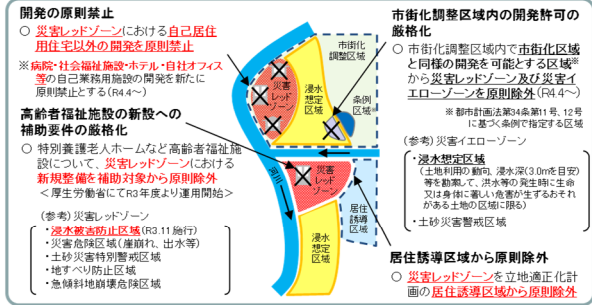 開発の原則禁止
○ 災害レッドゾーンにおける自己居住
用住宅以外の開発を原則禁止
※病院・社会福祉施設・ホテル・自社オフィス
等の自己業務用施設の開発を新たに
原則禁止とする(R4.4~)
高齢者福祉施設の新設への
補助要件の厳格化
○ 特別養護老人ホームなど高齢者福祉施
設について、災害レッドゾーンにおける
新規整備を補助対象から原則除外
<厚生労働省にてR3年度より運用開始>
(参考)災害レッドゾーン
・浸水被害防止区域(R3.11施行)
・災害危険区域(崖崩れ、出水等)
・土砂災害特別警戒区域
・地すべり防止区域
・急傾斜地崩壊危険区域
市街化
調整区域
災害
レッド
ゾーン
浸水
想定
区域
条例
区域※
河川
災害
レッド
ゾーン
居住
誘導
区域
浸水
想定
区域
市街化調整区域内の開発許可の
厳格化
○ 市街化調整区域内で市街化区域
と同様の開発を可能とする区域※
から災害レッドゾーン及び災害イ
エローゾーンを原則除外(R4.4~)
※都市計画法第34条第11号、12号
に基づく条例で指定する区域
(参考)災害イエローゾーン
・浸水想定区域
(土地利用の動向、浸水深(3.0mを目安)
等を勘案して、洪水等の発生時に生命
又は身体に著しい危害が生ずるおそれ
がある土地の区域に限る)
・土砂災害警戒区域
居住誘導区域から原則除外
○ 災害レッドゾーンを立地適正化計
画の居住誘導区域から原則除外